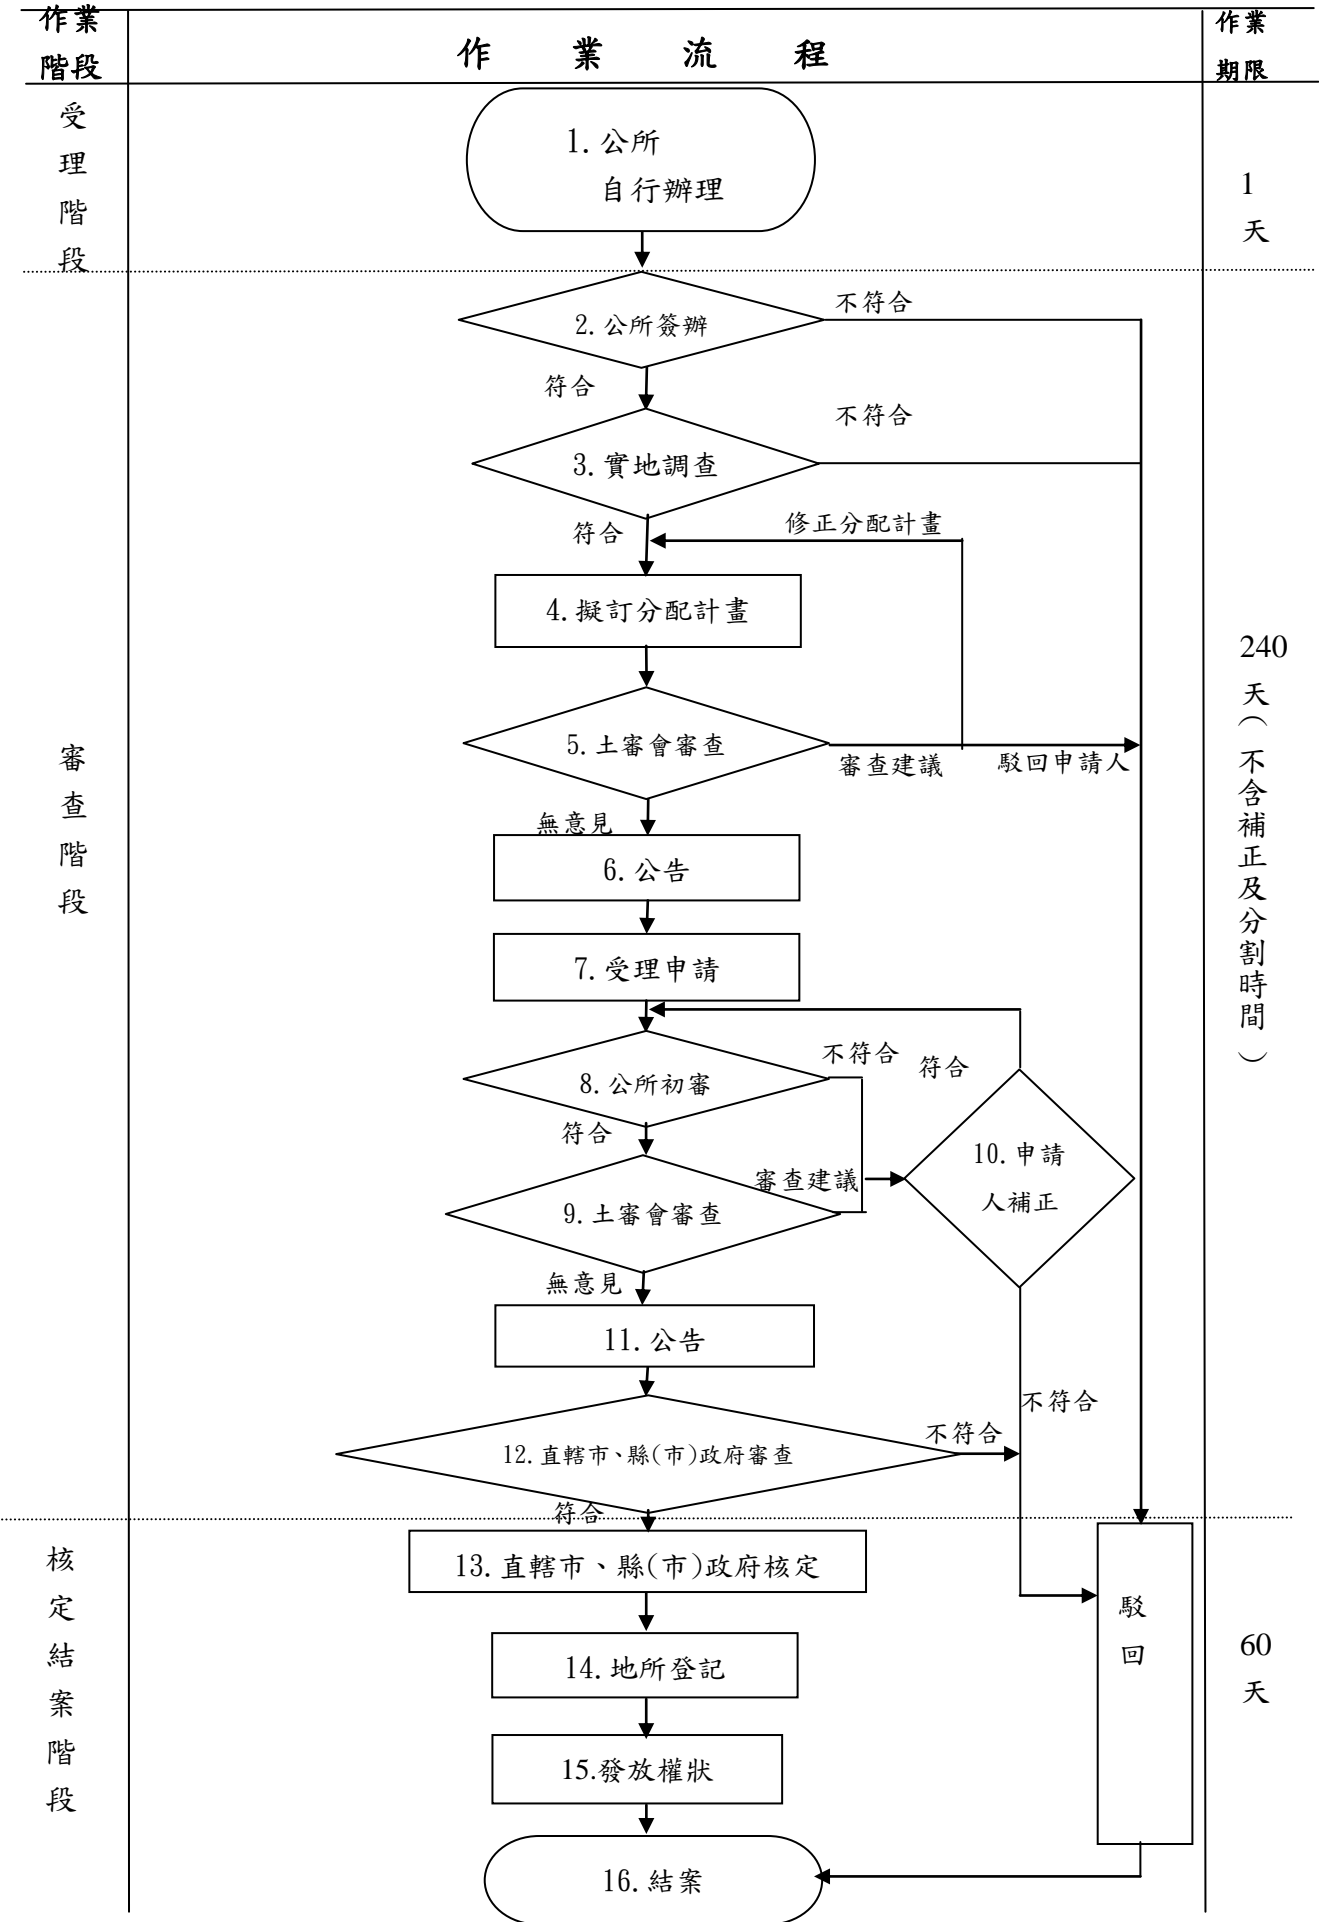 作業
階段
作業流程
作業
期限
受理階段
1.公所
自行辦理
1
天
2.公所簽辦
不符合
符合
3.實地調查
不符合
符合
修正分配計畫
4.擬訂分配計畫
5.土審會審查
審查建議
駁回申請人
無意見
6.公告
7.受理申請
審查階段
240
天(不含補正及分割時間)
8.公所初審
不符合
符合
符合
10.申請
人補正
審查建議
9.土審會審查
無意見
11.公告
不符合
12.直轄市、縣(市)政府審查
不符合
符合
核定結案階段
13.直轄市、縣(市)政府核定
駁回
60
天
14.地所登記
15.發放權狀
16.結案